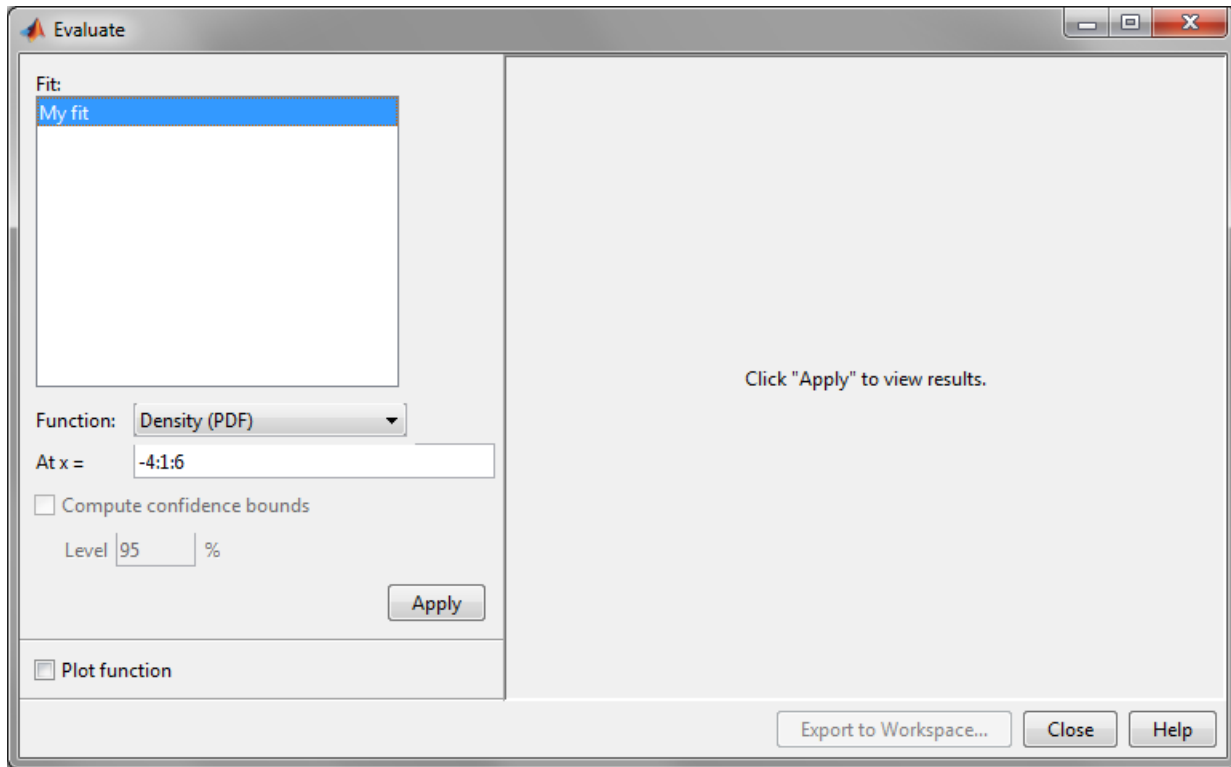 Evaluate
Fit:
My fit
Function: Density (PDF)
At x = -4:1:6
Compute confidence bounds
Level 95 %
Apply
Plot function
Click "Apply" to view results.
Export to Workspace... Close Help